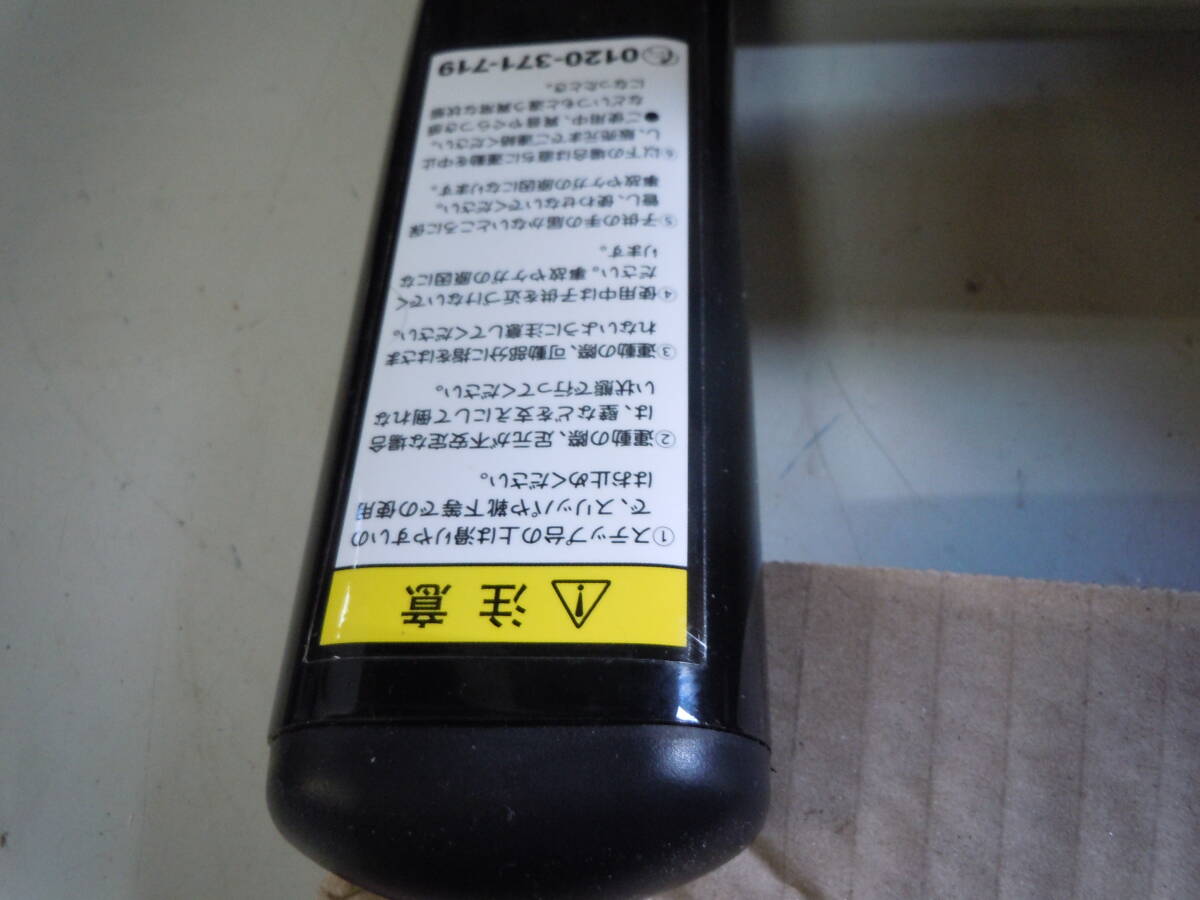 注意
①ステップ台の上は滑りやすいの
で、スリッパや靴下等での使用
はお止めください。
②運動の際、足元が不安定な場合
は、壁などを支えにして倒れな
い状態で行ってください。
③運動の際、可動部分に指をはさま
れないように注意してください。
④使用中は子供を近づけないでく
ださい。事故やケガの原因にな
ります。
⑤子供の手の届かないところに保
管し、使わせないでください。
事故やケガの原因になります。
⑥以下の場合は直ちに運動を中止
し、販売元までご連絡ください。
●ご使用中、異音やぐらつき感
などいつもと違う異常な状態
になったとき。
0120-371-719